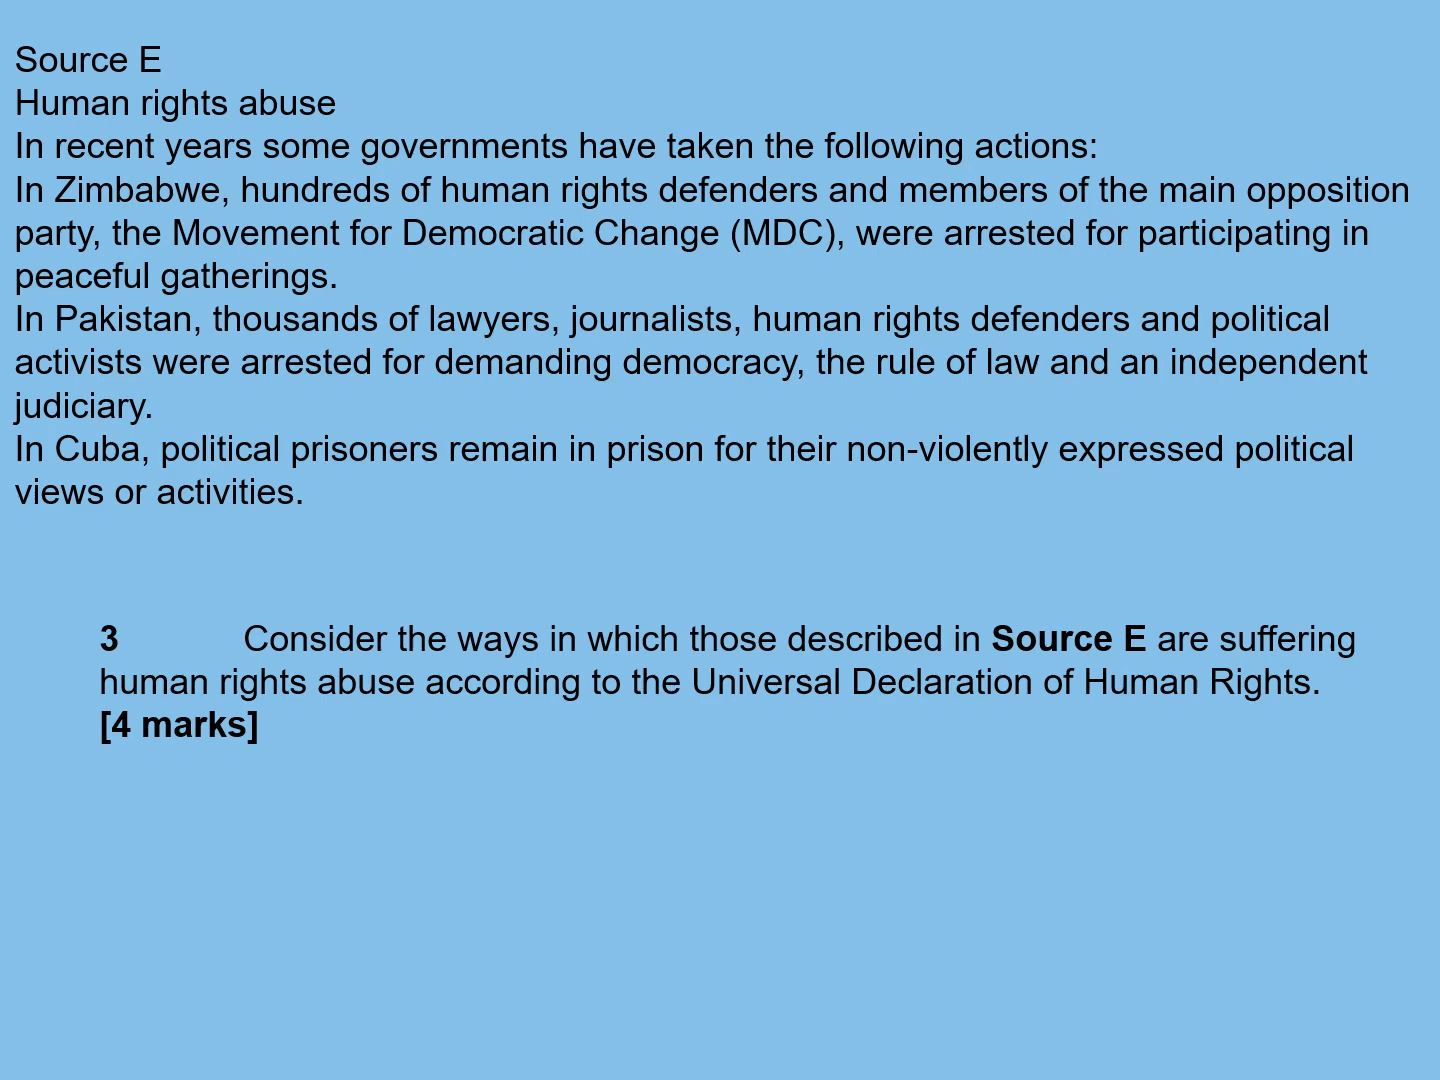 Source E
Human rights abuse
In recent years some governments have taken the following actions:
In Zimbabwe, hundreds of human rights defenders and members of the main opposition
party, the Movement for Democratic Change (MDC), were arrested for participating in
peaceful gatherings.
In Pakistan, thousands of lawyers, journalists, human rights defenders and political
activists were arrested for demanding democracy, the rule of law and an independent
judiciary.
In Cuba, political prisoners remain in prison for their non-violently expressed political
views or activities.
3 Consider the ways in which those described in Source E are suffering
human rights abuse according to the Universal Declaration of Human Rights.
[4 marks]